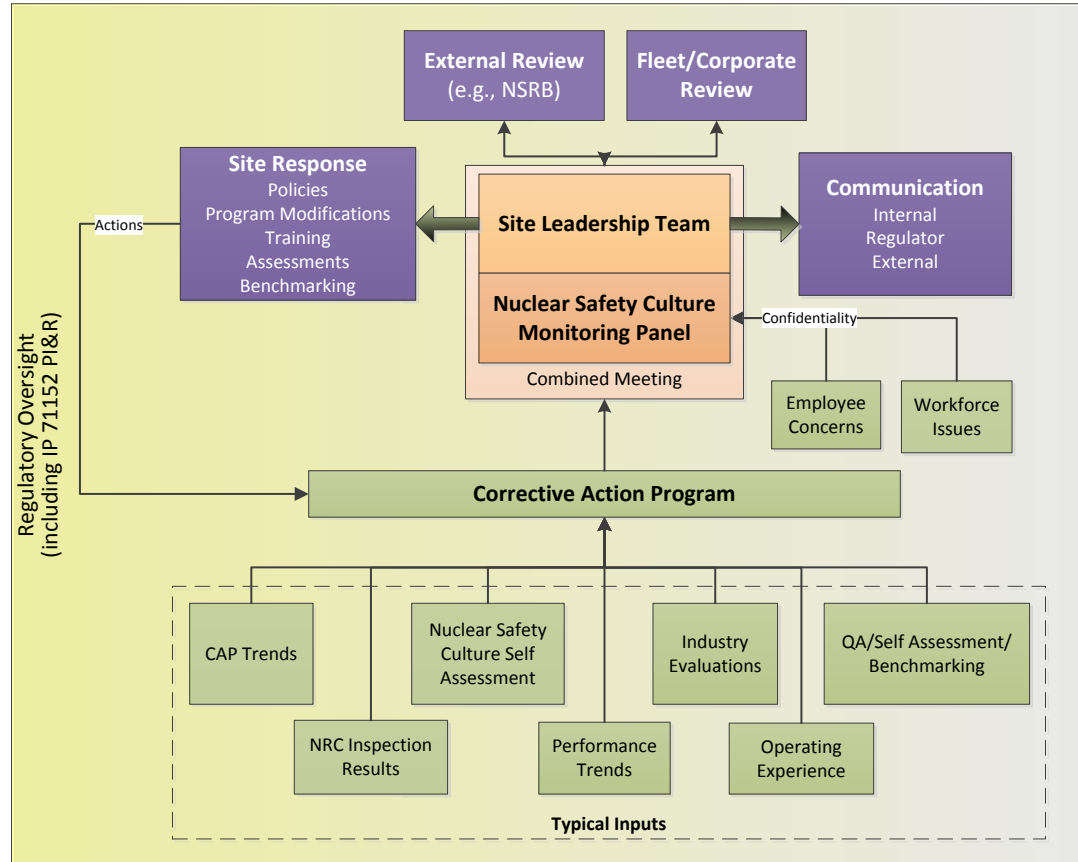 External Review
(e.g., NSRB)
Fleet/Corporate
Review
Site Response
Policies
Program Modifications
Training
Assessments
Benchmarking
Site Leadership Team
Communication
Internal
Regulator
External
Actions
Nuclear Safety Culture
Monitoring Panel
Confidentiality
Combined Meeting
Employee
Concerns
Workforce
Issues
Regulatory Oversight
(including IP 71152 PI&R)
Corrective Action Program
CAP Trends
Nuclear Safety
Culture Self
Assessment
Industry
Evaluations
QA/Self Assessment/
Benchmarking
NRC Inspection
Results
Performance
Trends
Operating
Experience
Typical Inputs